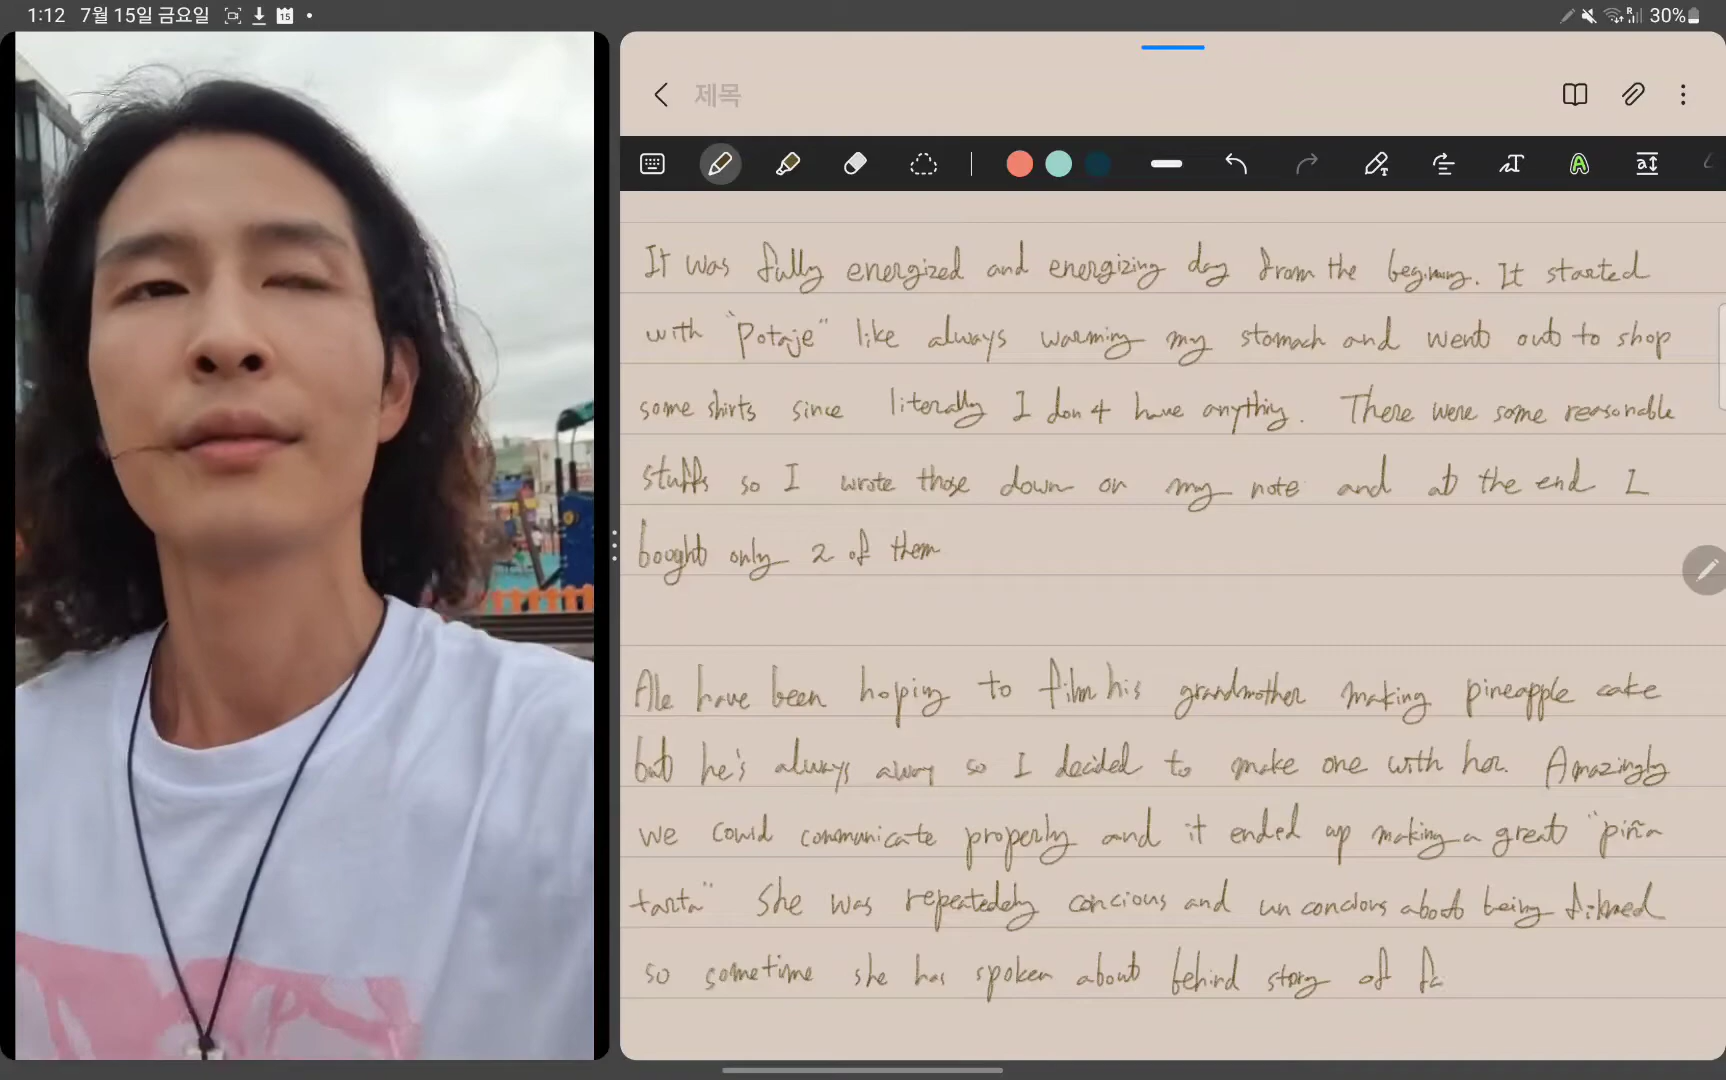 1:12 7월 15일 금요일 15
R 30%
제목
A a
It was fully energized and energizing day from the begining. It started
with "Potaje" like always warming my stomach and went out to shop
some shirts since literally I don't have anything. There were some reasonable
stuffs so I wrote those down on my note and at the end I
bought only 2 of them
Ale have been hoping to film his grandmother making pineapple cake
but he's always away so I decided to make one with her. Amazingly
we could communicate properly and it ended up making a great "piña
tarta" She was repeatedely concious and unconcious about being filmed
so sometime she has spoken about behind story of fa